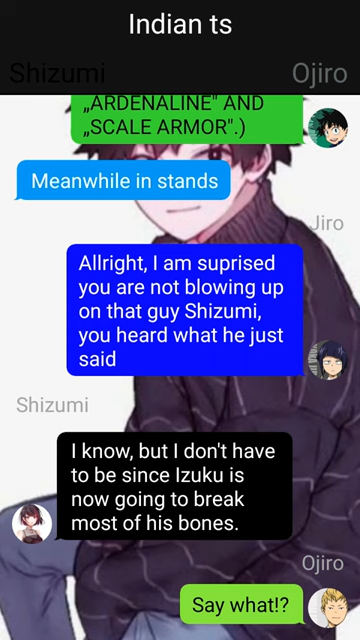 Indian ts
Shizumi
Ojiro
„ARDENALINE" AND
„SCALE ARMOR".)
Meanwhile in stands
Jiro
Allright, I am suprised
you are not blowing up
on that guy Shizumi,
you heard what he just
said
Shizumi
I know, but I don't have
to be since Izuku is
now going to break
most of his bones.
Ojiro
Say what!?